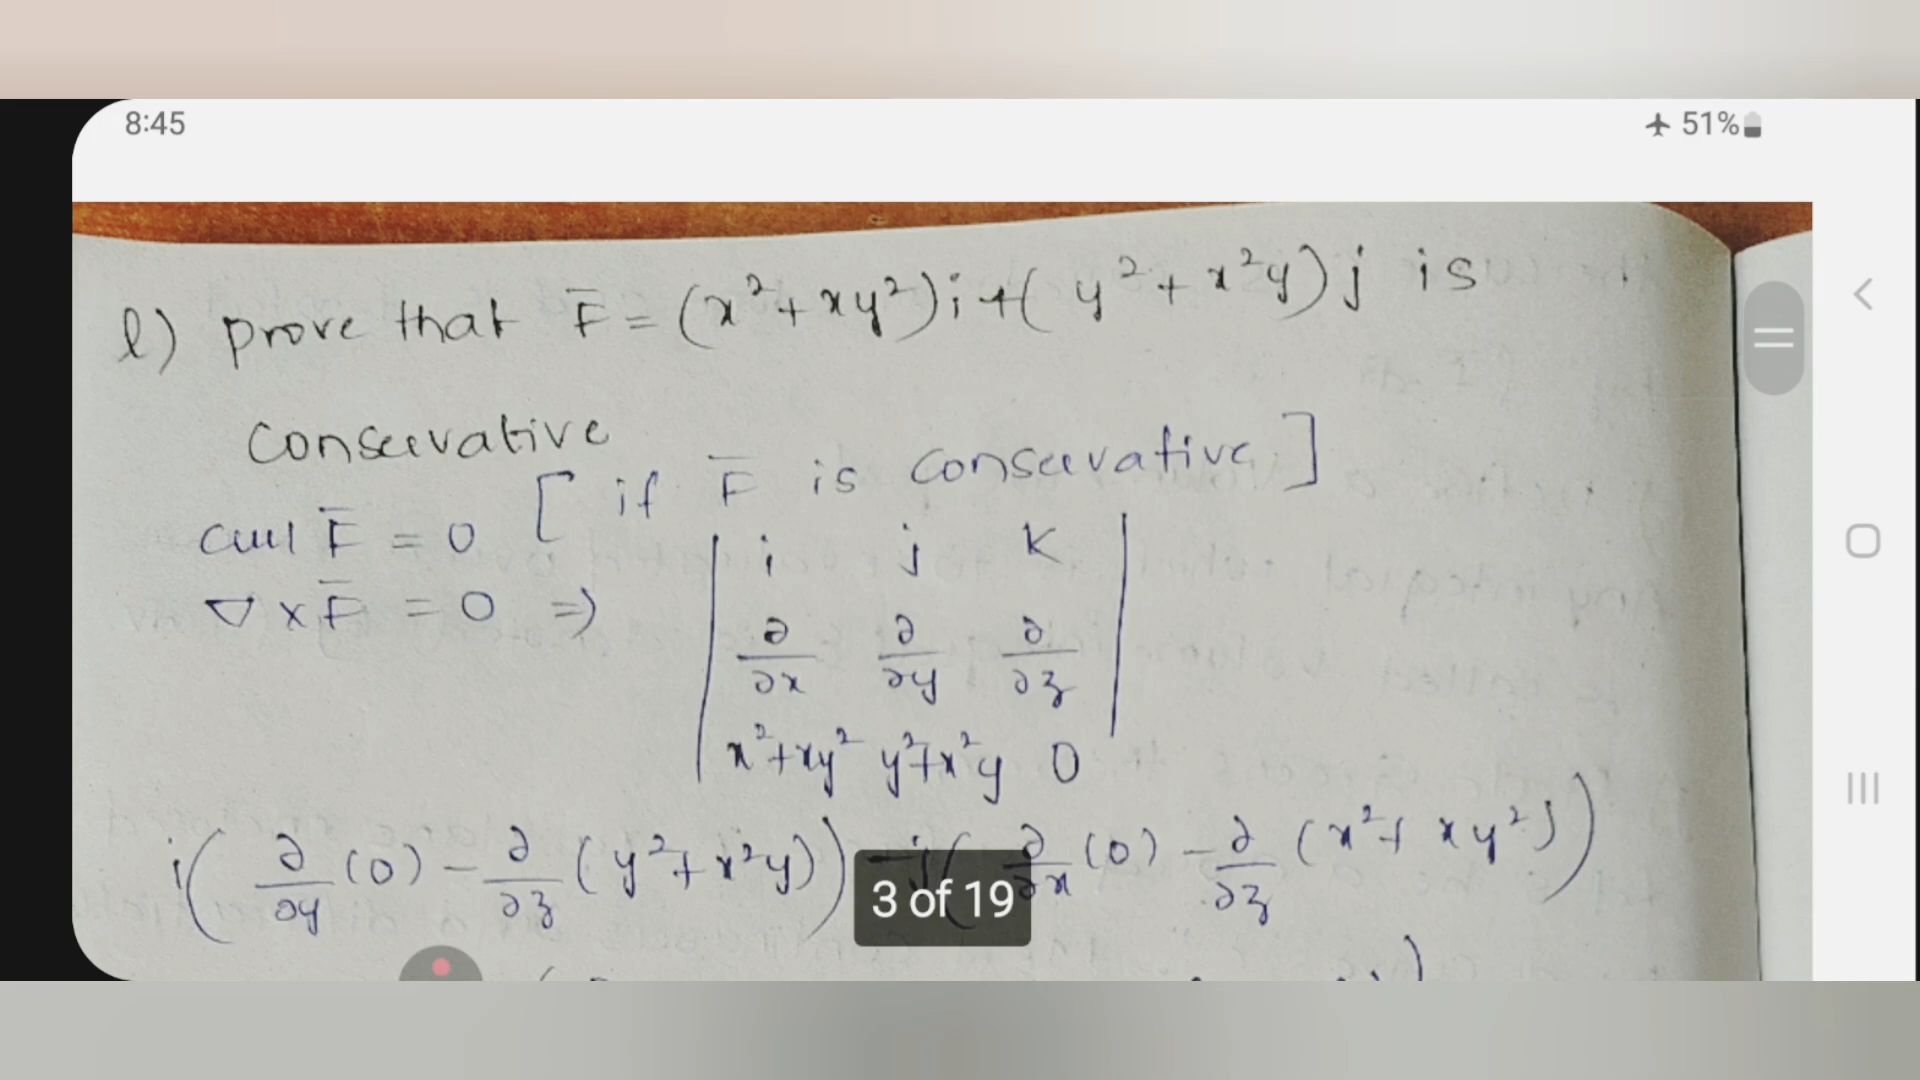 8:45
51%
l) prove that F̅ = (x²+xy²)i+(y²+x²y)j is
conservative
[if F̅ is conservative]
curl F̅ = 0
i j k
∇×F̅ = 0 ⇒
∂/∂x ∂/∂y ∂/∂z
x²+xy² y²+x²y 0
i(∂/∂y(0) - ∂/∂z(y²+x²y)) -j(∂/∂x(0) - ∂/∂z(x²+xy²))
3 of 19